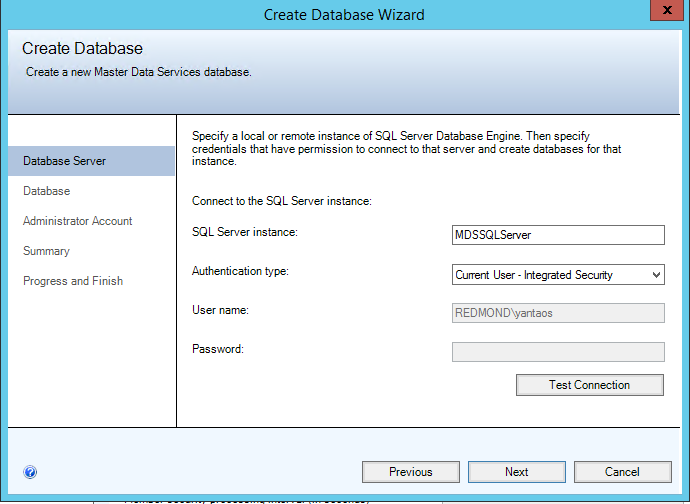 Create Database Wizard
x
Create Database
Create a new Master Data Services database.
Database Server
Database
Administrator Account
Summary
Progress and Finish
Specify a local or remote instance of SQL Server Database Engine. Then specify
credentials that have permission to connect to that server and create databases for that
instance.
Connect to the SQL Server instance:
SQL Server instance:
MDSSQLServer
Authentication type:
Current User - Integrated Security
User name:
REDMOND\yantaos
Password:
Test Connection
?
Previous
Next
Cancel